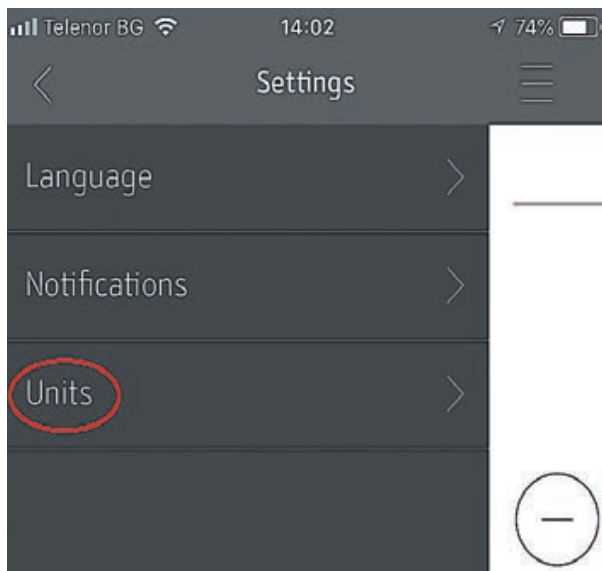 Telenor BG 14:02 74%
Settings
Language
Notifications
Units